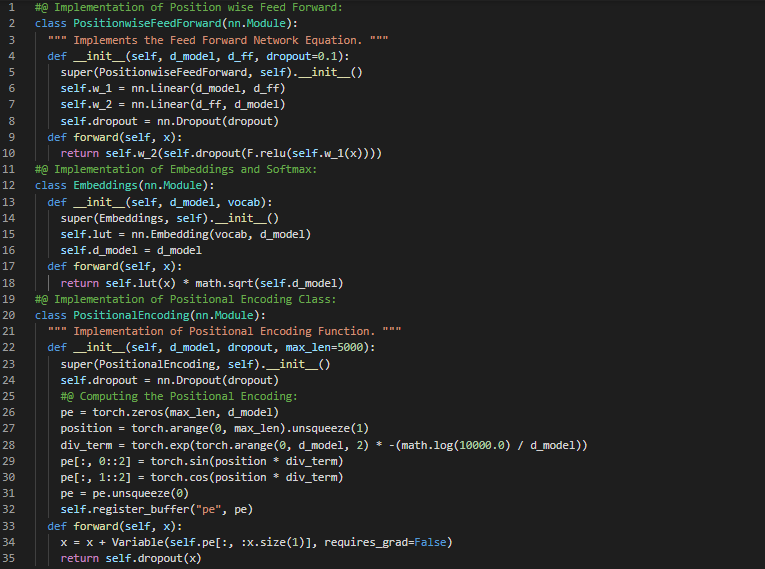 1 #@ Implementation of Position wise Feed Forward:
2 class PositionwiseFeedForward(nn.Module):
3   """ Implements the Feed Forward Network Equation. """
4   def __init__(self, d_model, d_ff, dropout=0.1):
5     super(PositionwiseFeedForward, self).__init__()
6     self.w_1 = nn.Linear(d_model, d_ff)
7     self.w_2 = nn.Linear(d_ff, d_model)
8     self.dropout = nn.Dropout(dropout)
9   def forward(self, x):
10     return self.w_2(self.dropout(F.relu(self.w_1(x))))
11 #@ Implementation of Embeddings and Softmax:
12 class Embeddings(nn.Module):
13   def __init__(self, d_model, vocab):
14     super(Embeddings, self).__init__()
15     self.lut = nn.Embedding(vocab, d_model)
16     self.d_model = d_model
17   def forward(self, x):
18     return self.lut(x) * math.sqrt(self.d_model)
19 #@ Implementation of Positional Encoding Class:
20 class PositionalEncoding(nn.Module):
21   """ Implementation of Positional Encoding Function. """
22   def __init__(self, d_model, dropout, max_len=5000):
23     super(PositionalEncoding, self).__init__()
24     self.dropout = nn.Dropout(dropout)
25     #@ Computing the Positional Encoding:
26     pe = torch.zeros(max_len, d_model)
27     position = torch.arange(0, max_len).unsqueeze(1)
28     div_term = torch.exp(torch.arange(0, d_model, 2) * -(math.log(10000.0) / d_model))
29     pe[:, 0::2] = torch.sin(position * div_term)
30     pe[:, 1::2] = torch.cos(position * div_term)
31     pe = pe.unsqueeze(0)
32     self.register_buffer("pe", pe)
33   def forward(self, x):
34     x = x + Variable(self.pe[:, :x.size(1)], requires_grad=False)
35     return self.dropout(x)